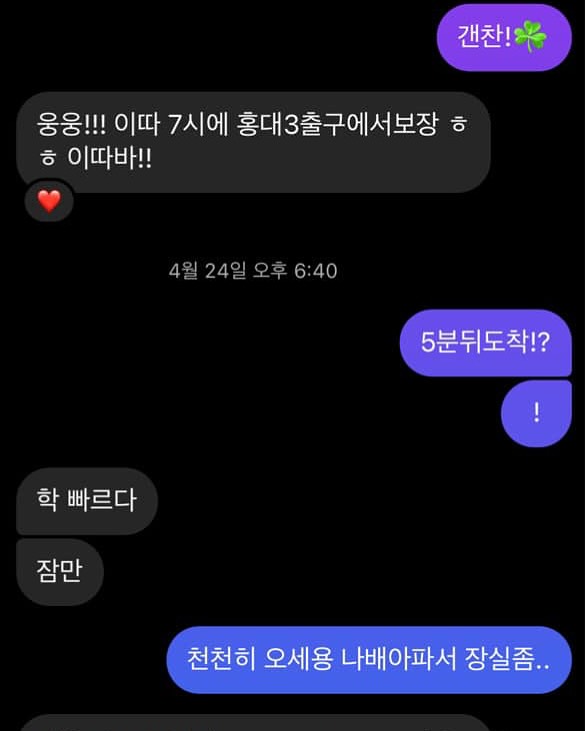 갠찬!☘️
웅웅!!! 이따 7시에 홍대3출구에서보장 ㅎ
ㅎ 이따바!!
4월 24일 오후 6:40
5분뒤도착!?
!
학 빠르다
잠만
천천히 오세용 나배아파서 장실좀..